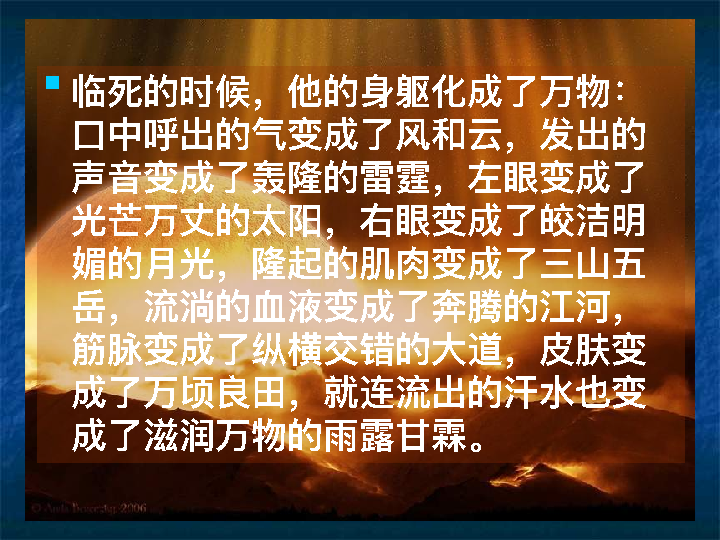 临死的时候，他的身躯化成了万物：
口中呼出的气变成了风和云，发出的
声音变成了轰隆的雷霆，左眼变成了
光芒万丈的太阳，右眼变成了皎洁明
媚的月光，隆起的肌肉变成了三山五
岳，流淌的血液变成了奔腾的江河，
筋脉变成了纵横交错的大道，皮肤变
成了万顷良田，就连流出的汗水也变
成了滋润万物的雨露甘霖。